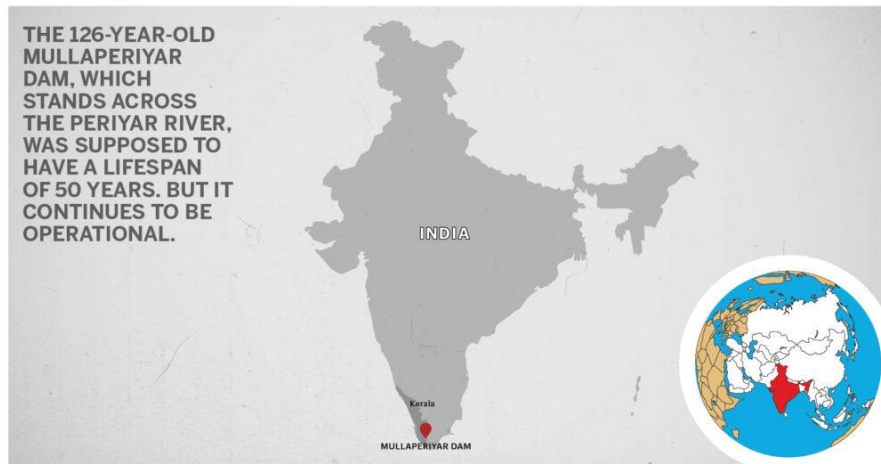 THE 126-YEAR-OLD
MULLAPERIYAR
DAM, WHICH
STANDS ACROSS
THE PERIYAR RIVER,
WAS SUPPOSED TO
HAVE A LIFESPAN
OF 50 YEARS. BUT IT
CONTINUES TO BE
OPERATIONAL.
INDIA
Kerala
MULLAPERIYAR DAM